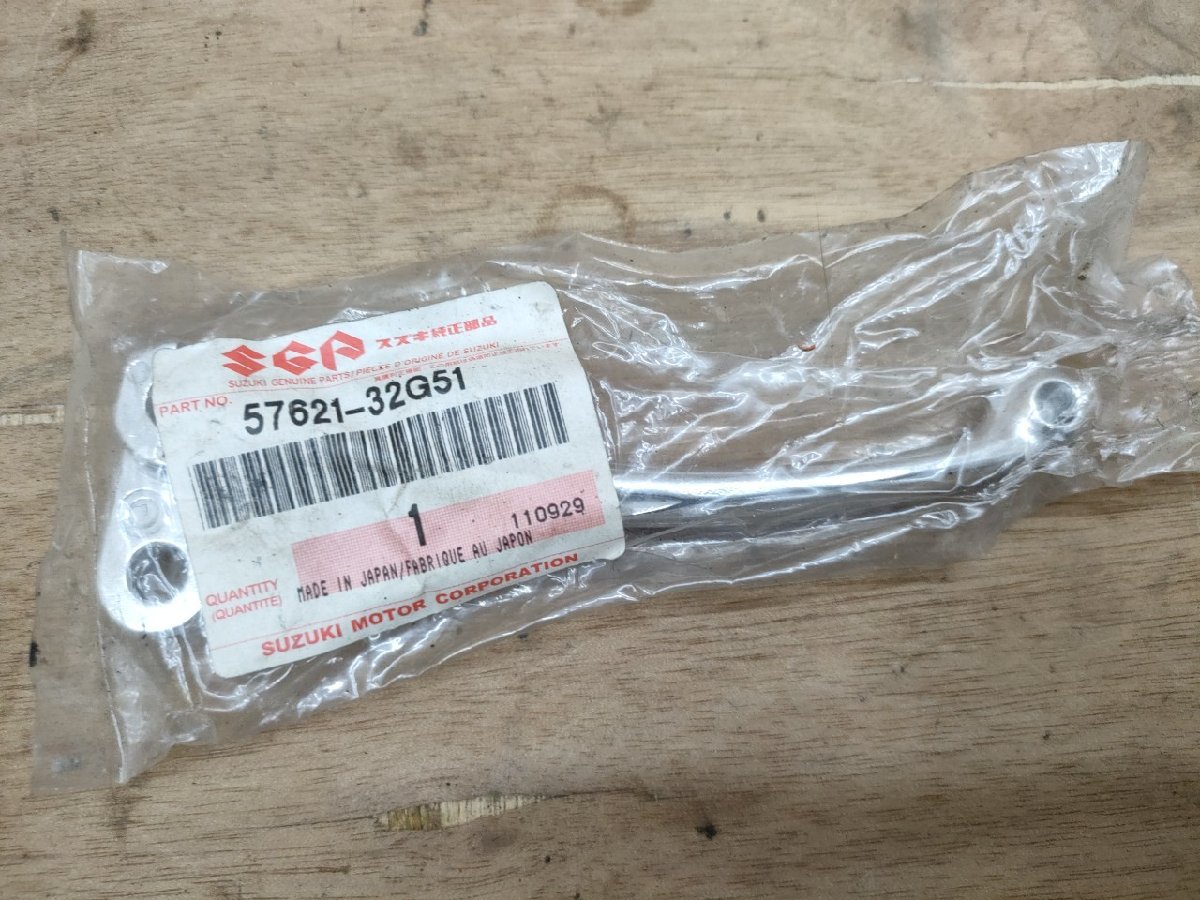 SGP スズキ純正部品
SUZUKI GENUINE PARTS/PIECES D'ORIGINE DE SUZUKI
PART NO. 57621-32G51
1 110929
QUANTITY
(QUANTITE)
MADE IN JAPAN/FABRIQUE AU JAPON
SUZUKI MOTOR CORPORATION